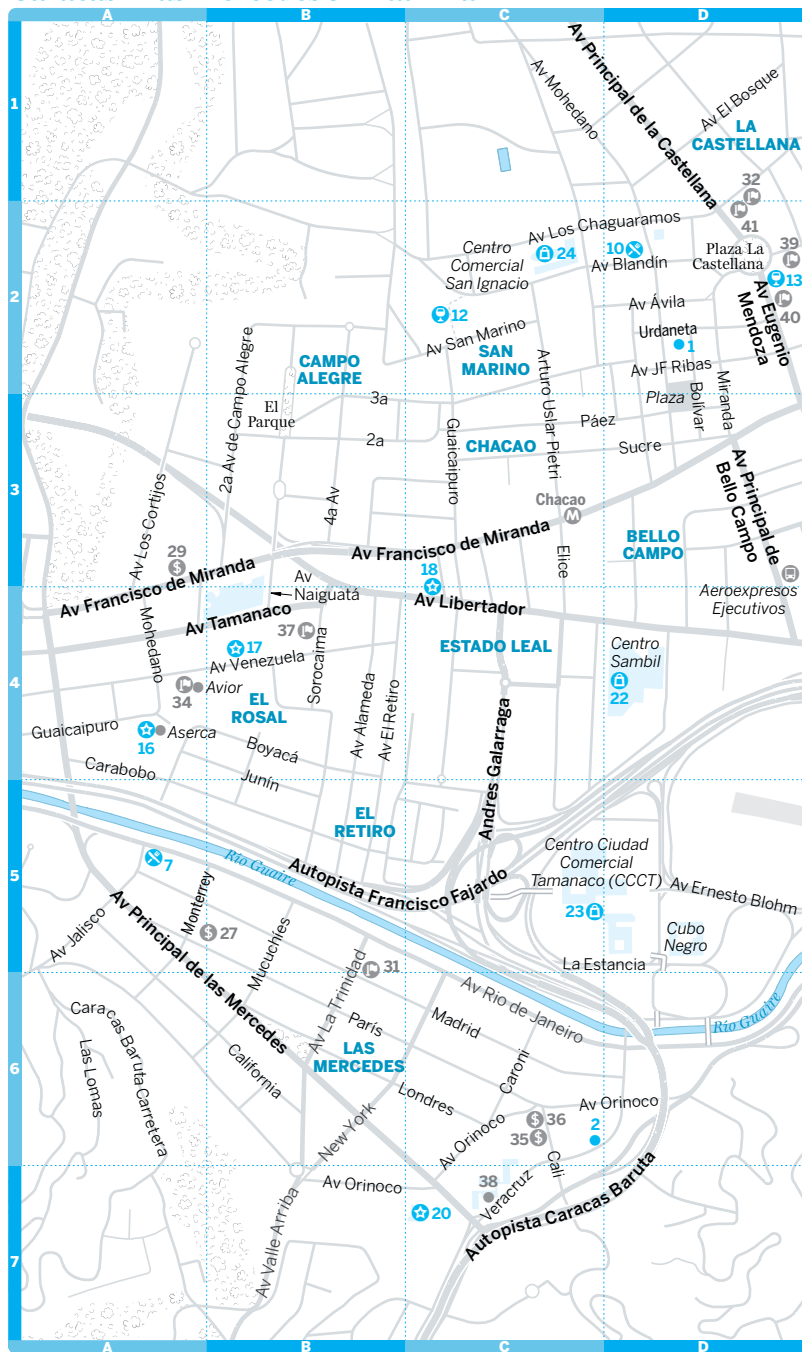 A
B
C
D
1
Av Principal de la Castellana
Av Mohedano
Av El Bosque
LA
CASTELLANA
32
41
39
Av Los Chaguaramos
Centro
Comercial
San Ignacio
24
10
Av Blandín
Plaza La
Castellana
13
40
2
12
Av San Marino
SAN
MARINO
Av Ávila
Urdaneta
1
Av Eugenio
Mendoza
CAMPO
ALEGRE
Av JF Ribas
Plaza
Bolívar
Miranda
2a Av de Campo Alegre
El
Parque
3a
2a
4a Av
Guaicaipuro
CHACAO
Arturo Uslar Pietri
Páez
Sucre
3
Av Los Cortijos
Chacao
M
Elice
BELLO
CAMPO
Av Principal de
Bello Campo
29
$
Av Francisco de Miranda
Av Francisco de Miranda
18
Av
Naiguatá
Av Libertador
Aeroexpresos
Ejecutivos
Mohedano
Av Tamanaco
37
17
Av Venezuela
Sorocaima
ESTADO LEAL
Centro
Sambil
22
4
34
Avior
EL
ROSAL
Av Alameda
Av El Retiro
Guaicaipuro
16
Aserca
Boyacá
Carabobo
Junín
Andres Galarraga
EL
RETIRO
Río Guaire
Autopista Francisco Fajardo
Centro Ciudad
Comercial
Tamanaco (CCCT)
Av Ernesto Blohm
5
7
Monterrey
23
Cubo
Negro
Av Jalisco
Av Principal de las Mercedes
$
27
Mucuchíes
31
La Estancia
Av La Trinidad
Av Rio de Janeiro
Río Guaire
Caracas Baruta Carretera
Las Lomas
París
Madrid
6
LAS
MERCEDES
California
Caroni
Londres
Av Orinoco
$
36
35
$
2
Av Orinoco
New York
Cali
Av Orinoco
38
Veracruz
Autopista Caracas Baruta
20
Av Valle Arriba
7
A
B
C
D